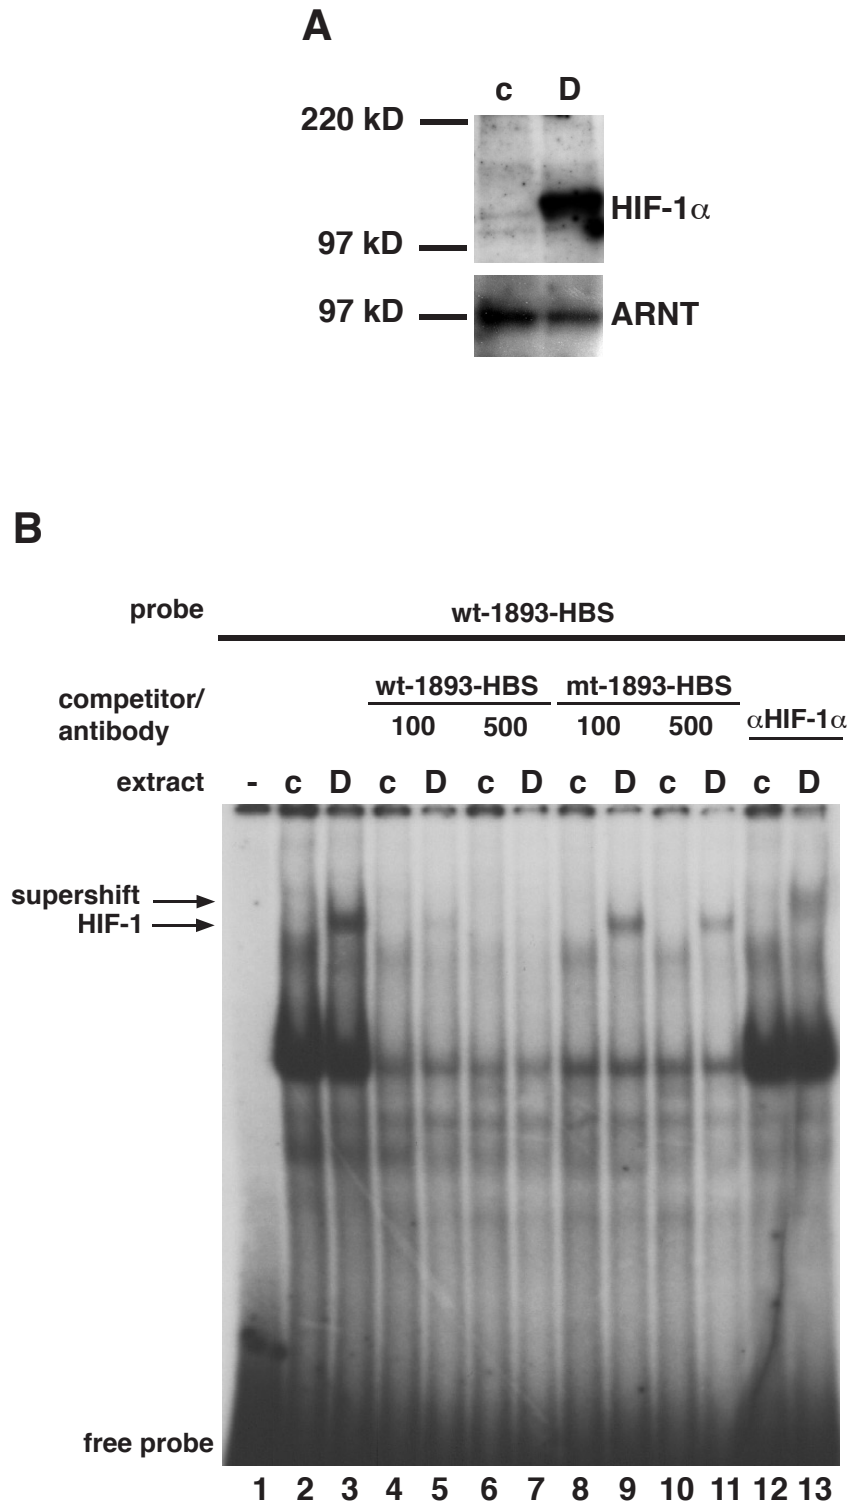 A
c D
220 kD
HIF-1α
97 kD
97 kD ARNT
B
probe wt-1893-HBS
competitor/ antibody
wt-1893-HBS mt-1893-HBS
100 500 100 500 αHIF-1α
extract - c D c D c D c D c D c D
supershift
HIF-1
free probe
1 2 3 4 5 6 7 8 9 10 11 12 13